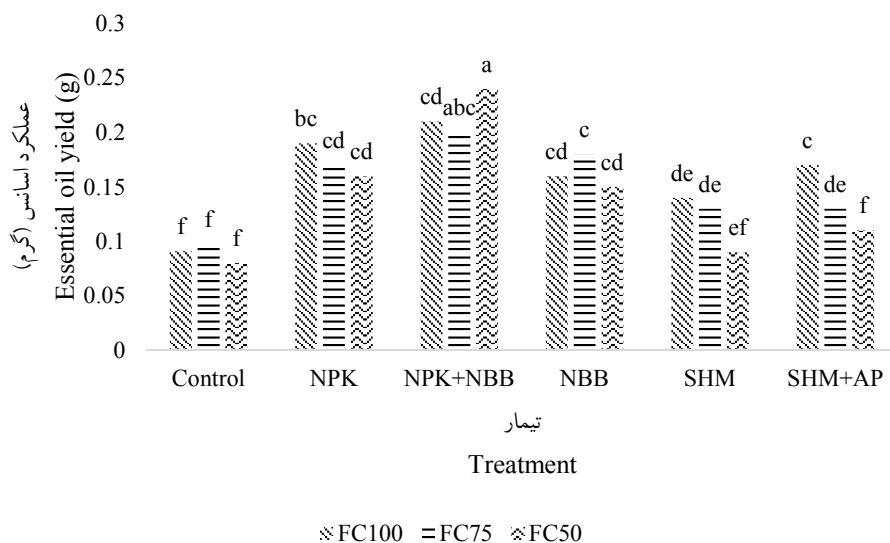 0.3
0.25
0.2
0.15
0.1
0.05
0
عملکرد اسانس (گرم)
Essential oil yield (g)
f f f
bc cd cd
cd abc a
cd c cd
de de ef
c de f
Control NPK NPK+NBB NBB SHM SHM+AP
تیمار
Treatment
FC100 FC75 FC50